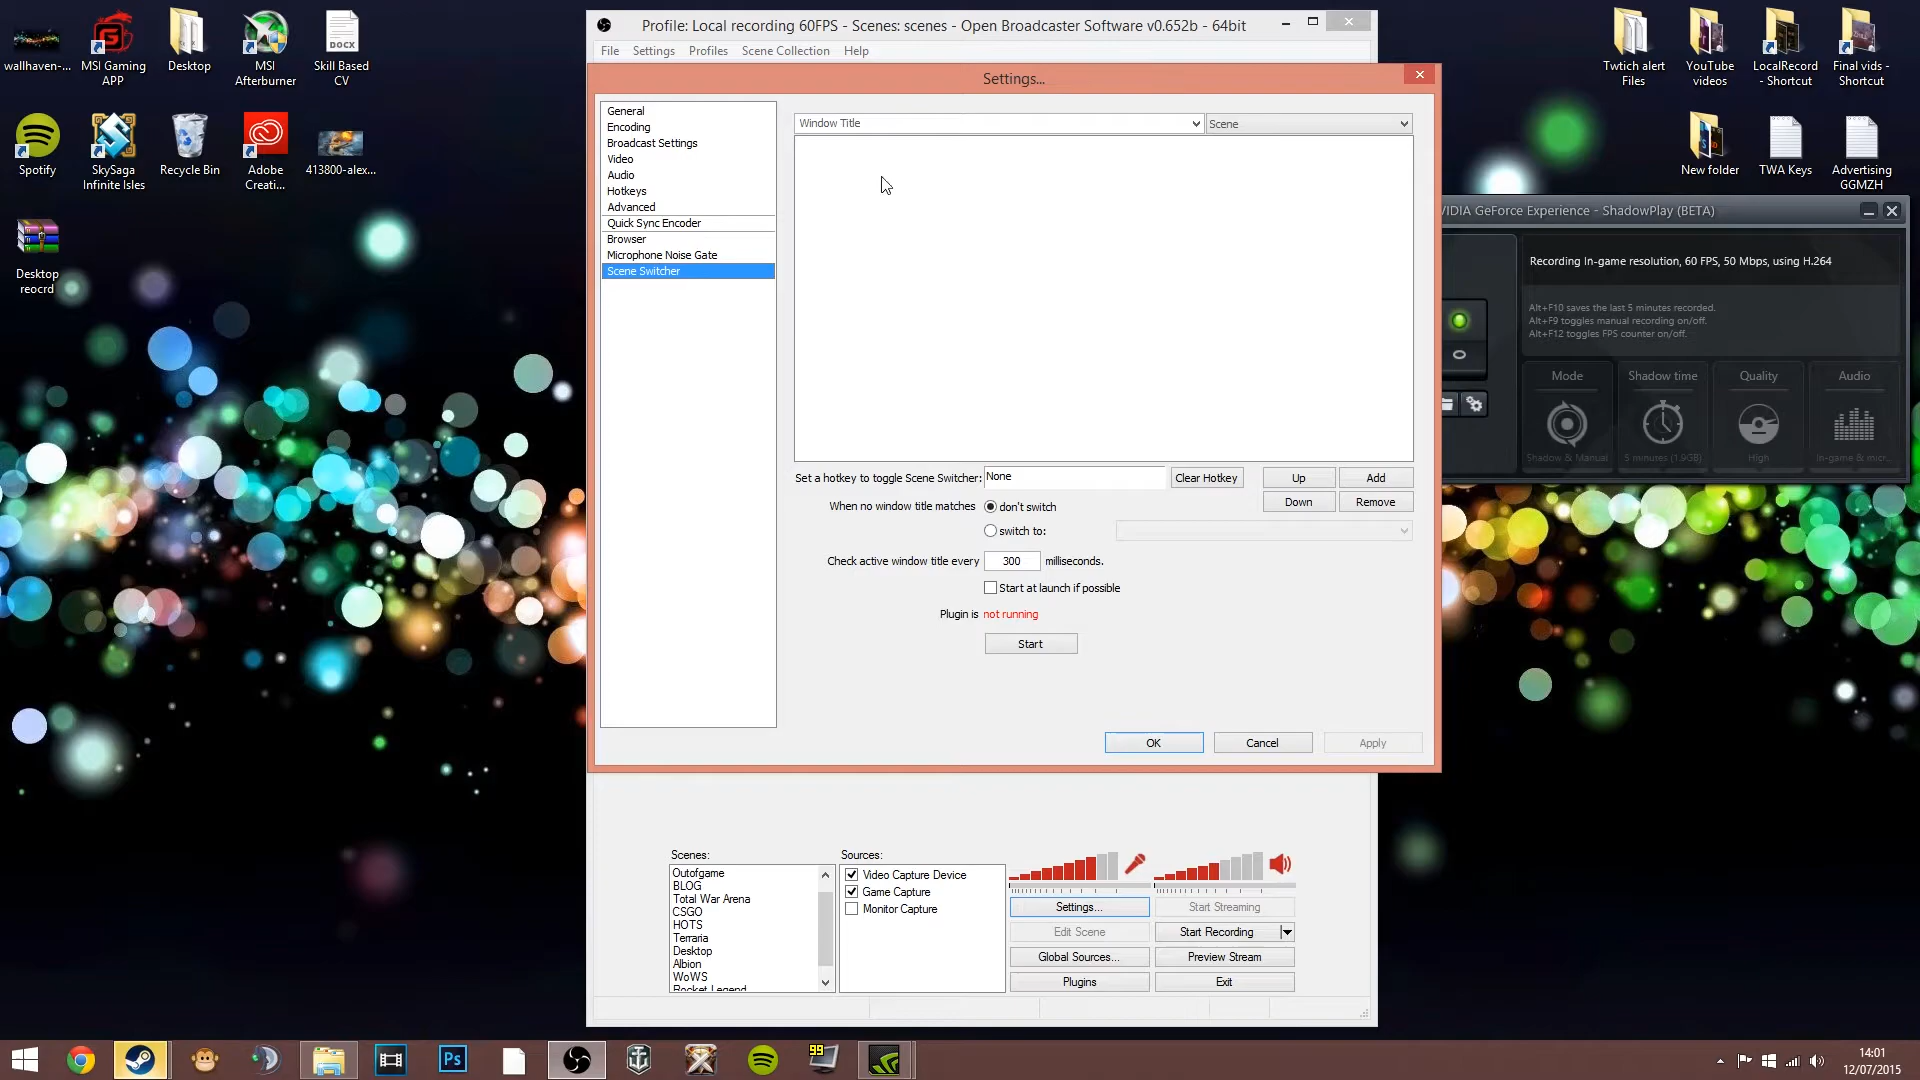 wallhaven-...
MSI Gaming
APP
Desktop
MSI
Afterburner
DOCX
Skill Based
CV
Spotify
SkySaga
Infinite Isles
Recycle Bin
Adobe
Creati...
413800-alex...
Desktop
reocrd
Profile: Local recording 60FPS - Scenes: scenes - Open Broadcaster Software v0.652b - 64bit
File
Settings
Profiles
Scene Collection
Help
Settings...
General
Encoding
Broadcast Settings
Video
Audio
Hotkeys
Advanced
Quick Sync Encoder
Browser
Microphone Noise Gate
Scene Switcher
Window Title
Scene
Set a hotkey to toggle Scene Switcher:
None
Clear Hotkey
Up
Add
When no window title matches
don't switch
Down
Remove
switch to:
Check active window title every
300
milliseconds.
Start at launch if possible
Plugin is not running
Start
OK
Cancel
Apply
Scenes:
Outofgame
BLOG
Total War Arena
CSGO
HOTS
Terraria
Desktop
Albion
WoWS
Rocket Legend
Sources:
Video Capture Device
Game Capture
Monitor Capture
Settings...
Start Streaming
Edit Scene
Start Recording
Global Sources...
Preview Stream
Plugins
Exit
Twtich alert
Files
YouTube
videos
LocalRecord
- Shortcut
Final vids -
Shortcut
New folder
TWA Keys
Advertising
GGMZH
VIDIA GeForce Experience - ShadowPlay (BETA)
Recording In-game resolution, 60 FPS, 50 Mbps, using H.264
Alt+F10 saves the last 5 minutes recorded.
Alt+F9 toggles manual recording on/off.
Alt+F12 toggles FPS counter on/off.
Mode
Shadow time
Quality
Audio
Shadow & Manual
5 minutes (1.9GB)
High
In-game & micr...
Ps
99
14:01
12/07/2015